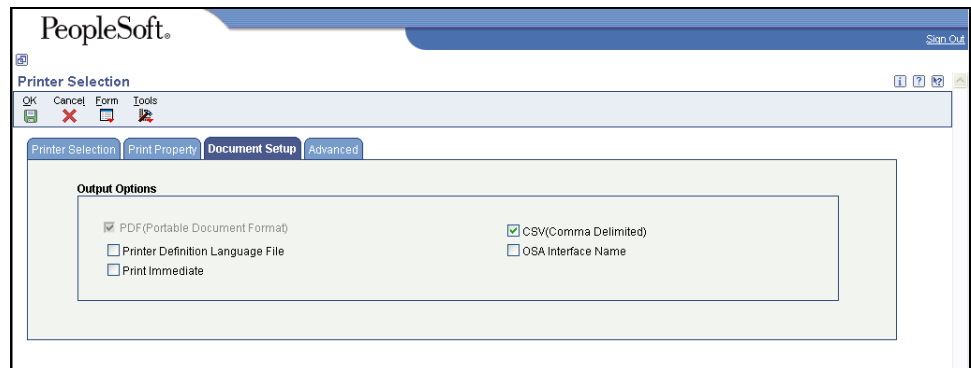 PeopleSoft.
Sign Out
Printer Selection
OK Cancel Form Tools
Printer Selection Print Property Document Setup Advanced
Output Options
PDF(Portable Document Format) CSV(Comma Delimited)
Printer Definition Language File OSA Interface Name
Print Immediate